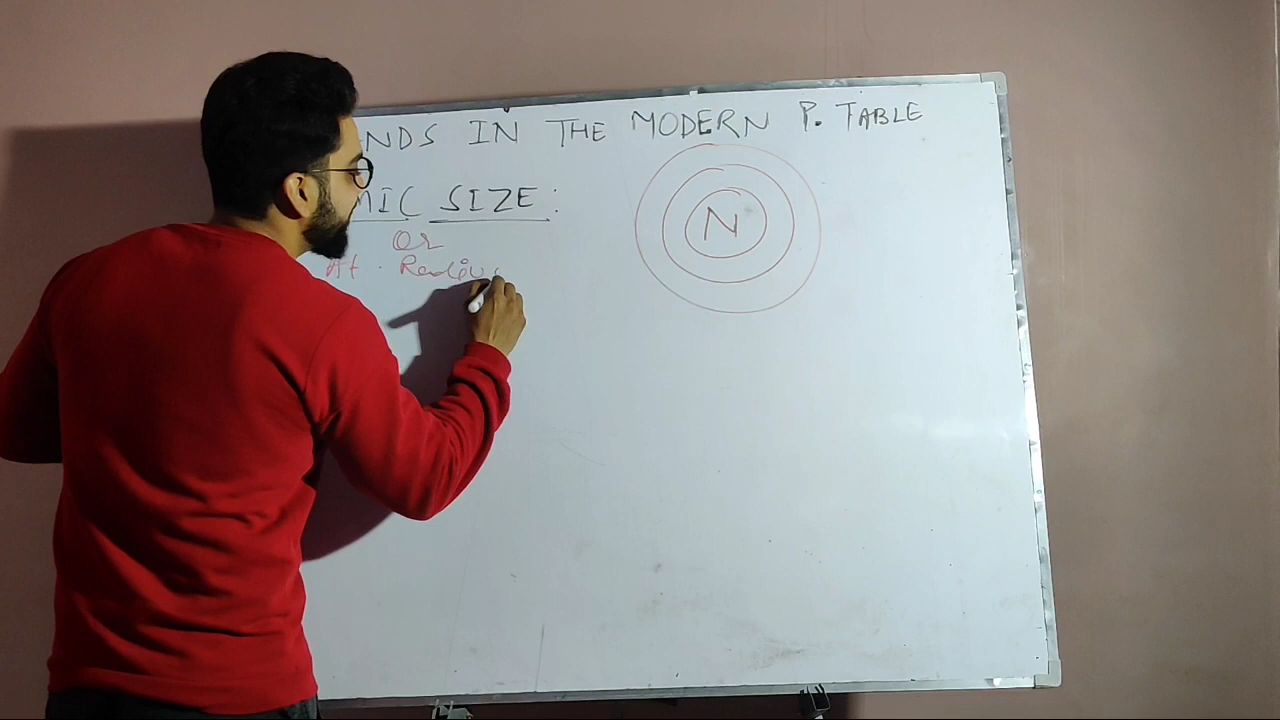 NDS IN THE MODERN P. TABLE
MIC SIZE:
OR
At. Radius
N